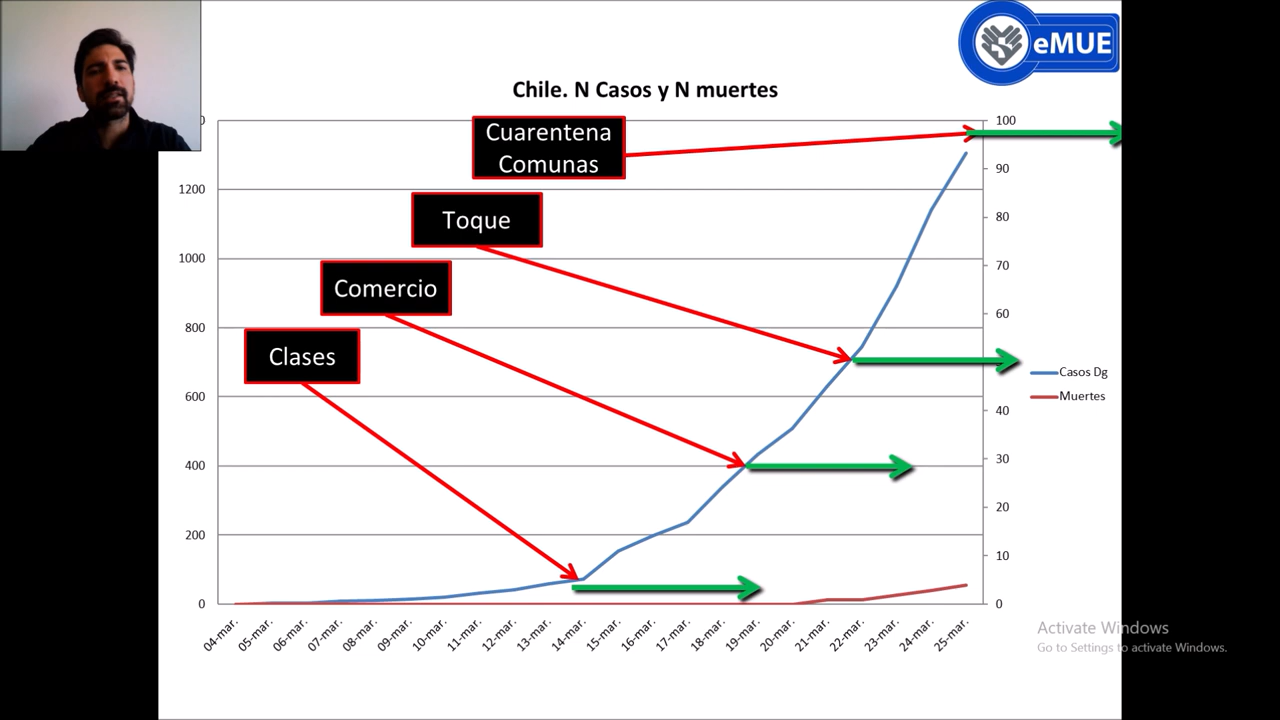 eMUE
Chile. N Casos y N muertes
Cuarentena
Comunas
Toque
Comercio
Clases
1200
1000
800
600
400
200
0
100
90
80
70
60
40
30
20
10
0
Casos Dg
Muertes
04-mar.
05-mar.
06-mar.
07-mar.
08-mar.
09-mar.
10-mar.
11-mar.
12-mar.
13-mar.
14-mar.
15-mar.
16-mar.
17-mar.
18-mar.
19-mar.
20-mar.
21-mar.
22-mar.
23-mar.
24-mar.
25-mar.
Activate Windows
Go to Settings to activate Windows.